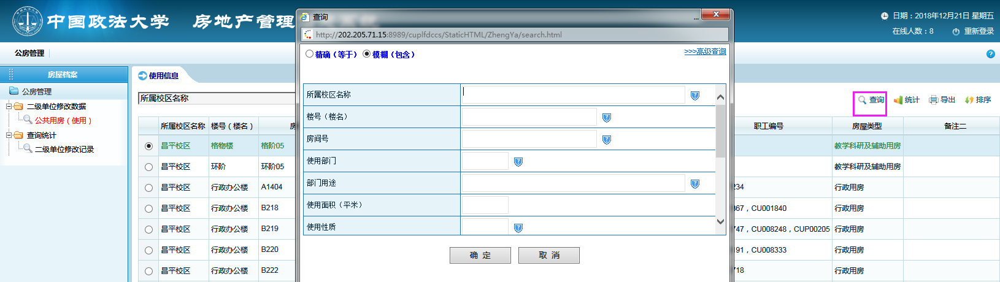 中国政法大学 房地产管理
日期：2018年12月21日 星期五
在线人数：8 重新登录
公房管理
房屋档案
公房管理
二级单位修改数据
公共用房（使用）
查询统计
二级单位修改记录
使用信息
所属校区名称
查询 统计 导出 排序
所属校区名称 楼号（楼名） 房 职工编号 房屋类型 备注二
昌平校区 格物楼 格阶05 教学科研及辅助用房
昌平校区 环阶 环阶05 教学科研及辅助用房
昌平校区 行政办公楼 A1404 234 行政用房
昌平校区 行政办公楼 B218 367，CU001840 行政用房
昌平校区 行政办公楼 B219 747，CU008248，CUP00205 行政用房
昌平校区 行政办公楼 B220 191，CU008333 行政用房
昌平校区 行政办公楼 B222 718 行政用房
查询
http://202.205.71.15:8989/cuplfdccs/StaticHTML/ZhengYa/search.html
精确（等于） 模糊（包含）
>>>高级查询
所属校区名称
楼号（楼名）
房间号
使用部门
部门用途
使用面积（平米）
使用性质
确 定 取 消